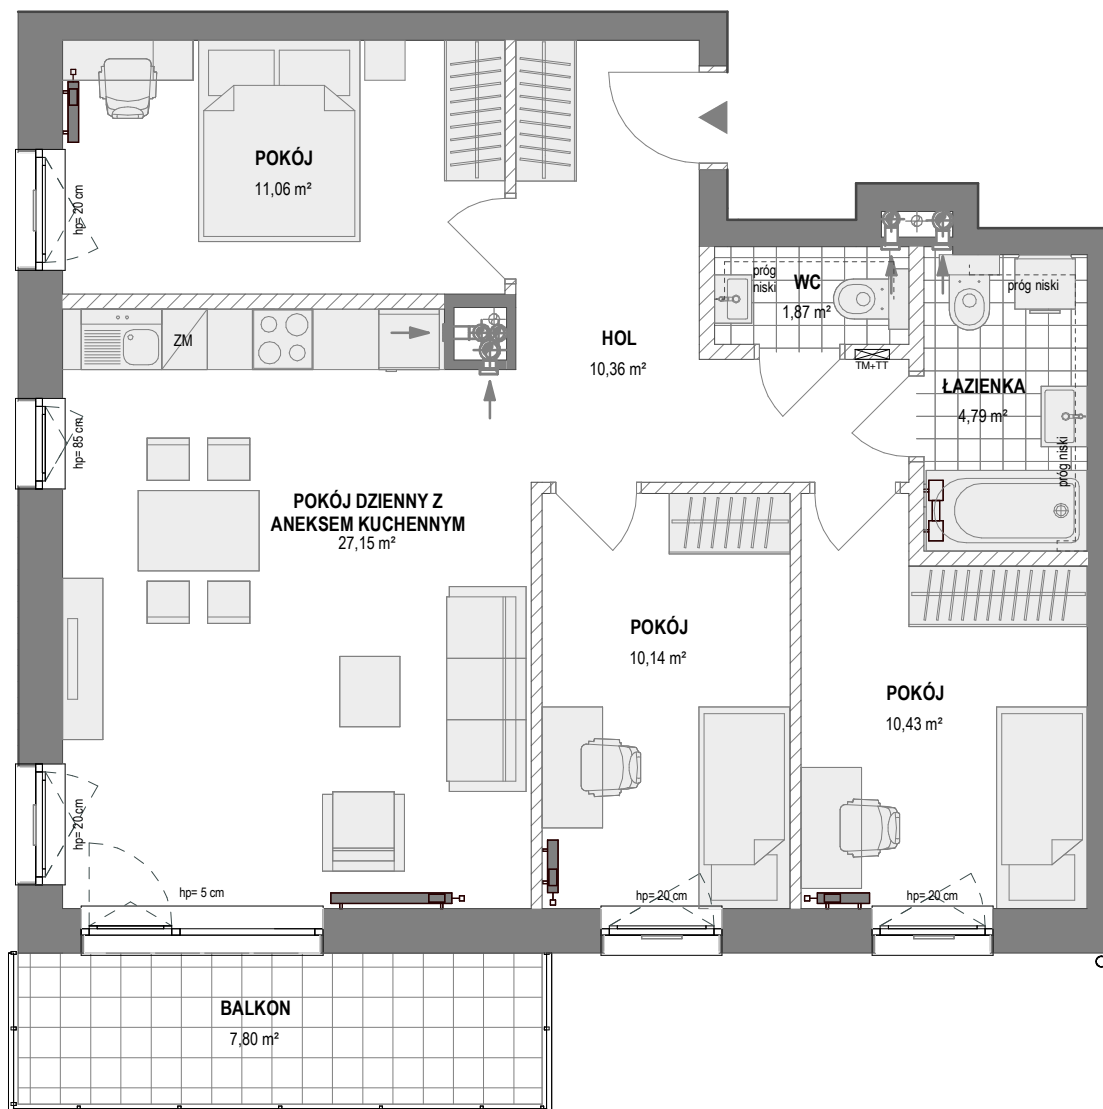 POKÓJ
11,06 m²
hp= 20 cm
ZM
HOL
10,36 m²
próg
niski
WC
1,87 m²
TM+TT
próg niski
ŁAZIENKA
4,79 m²
próg niski
hp= 85 cm
POKÓJ DZIENNY Z
ANEKSEM KUCHENNYM
27,15 m²
POKÓJ
10,14 m²
POKÓJ
10,43 m²
hp= 20 cm
hp= 5 cm
hp= 20 cm
hp= 20 cm
BALKON
7,80 m²